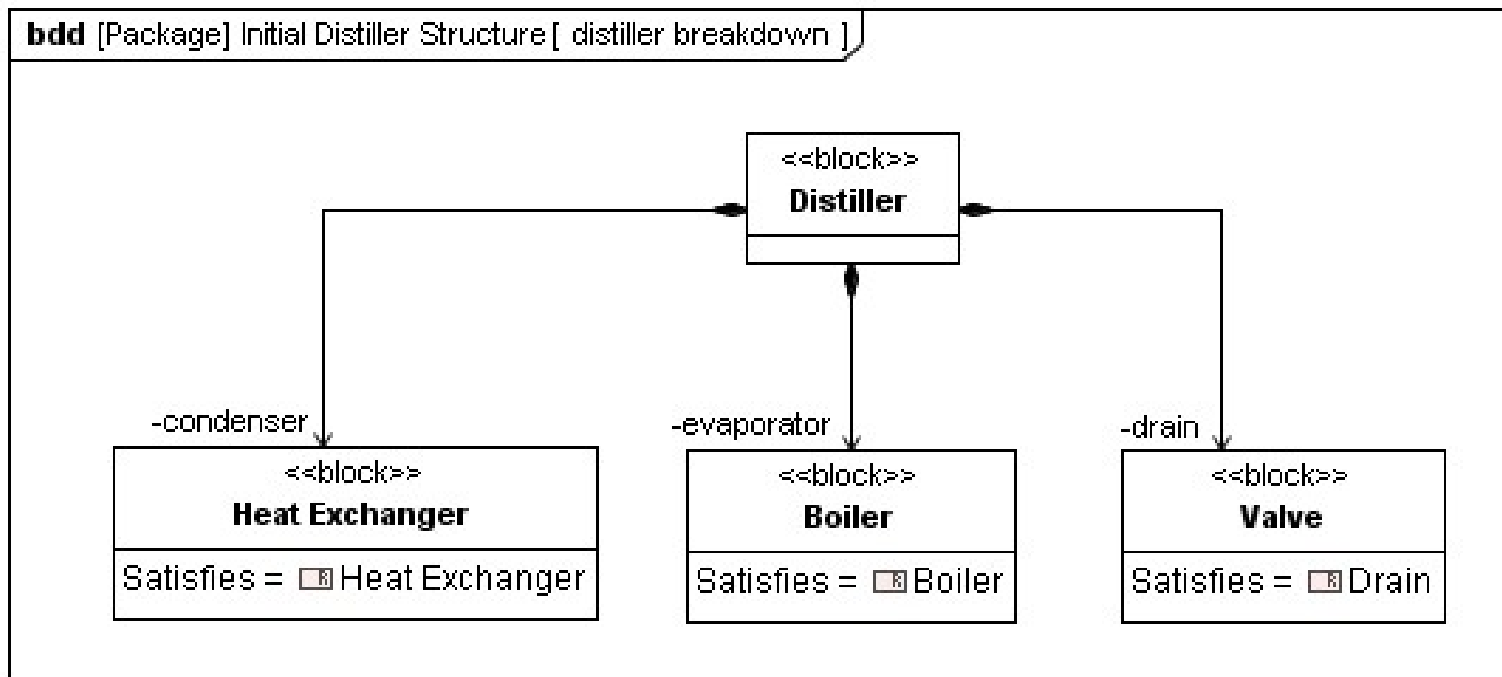 bdd [Package] Initial Distiller Structure [ distiller breakdown ]
<<block>>
Distiller
-condenser
-evaporator
-drain
<<block>>
Heat Exchanger
Satisfies = R Heat Exchanger
<<block>>
Boiler
Satisfies = R Boiler
<<block>>
Valve
Satisfies = R Drain